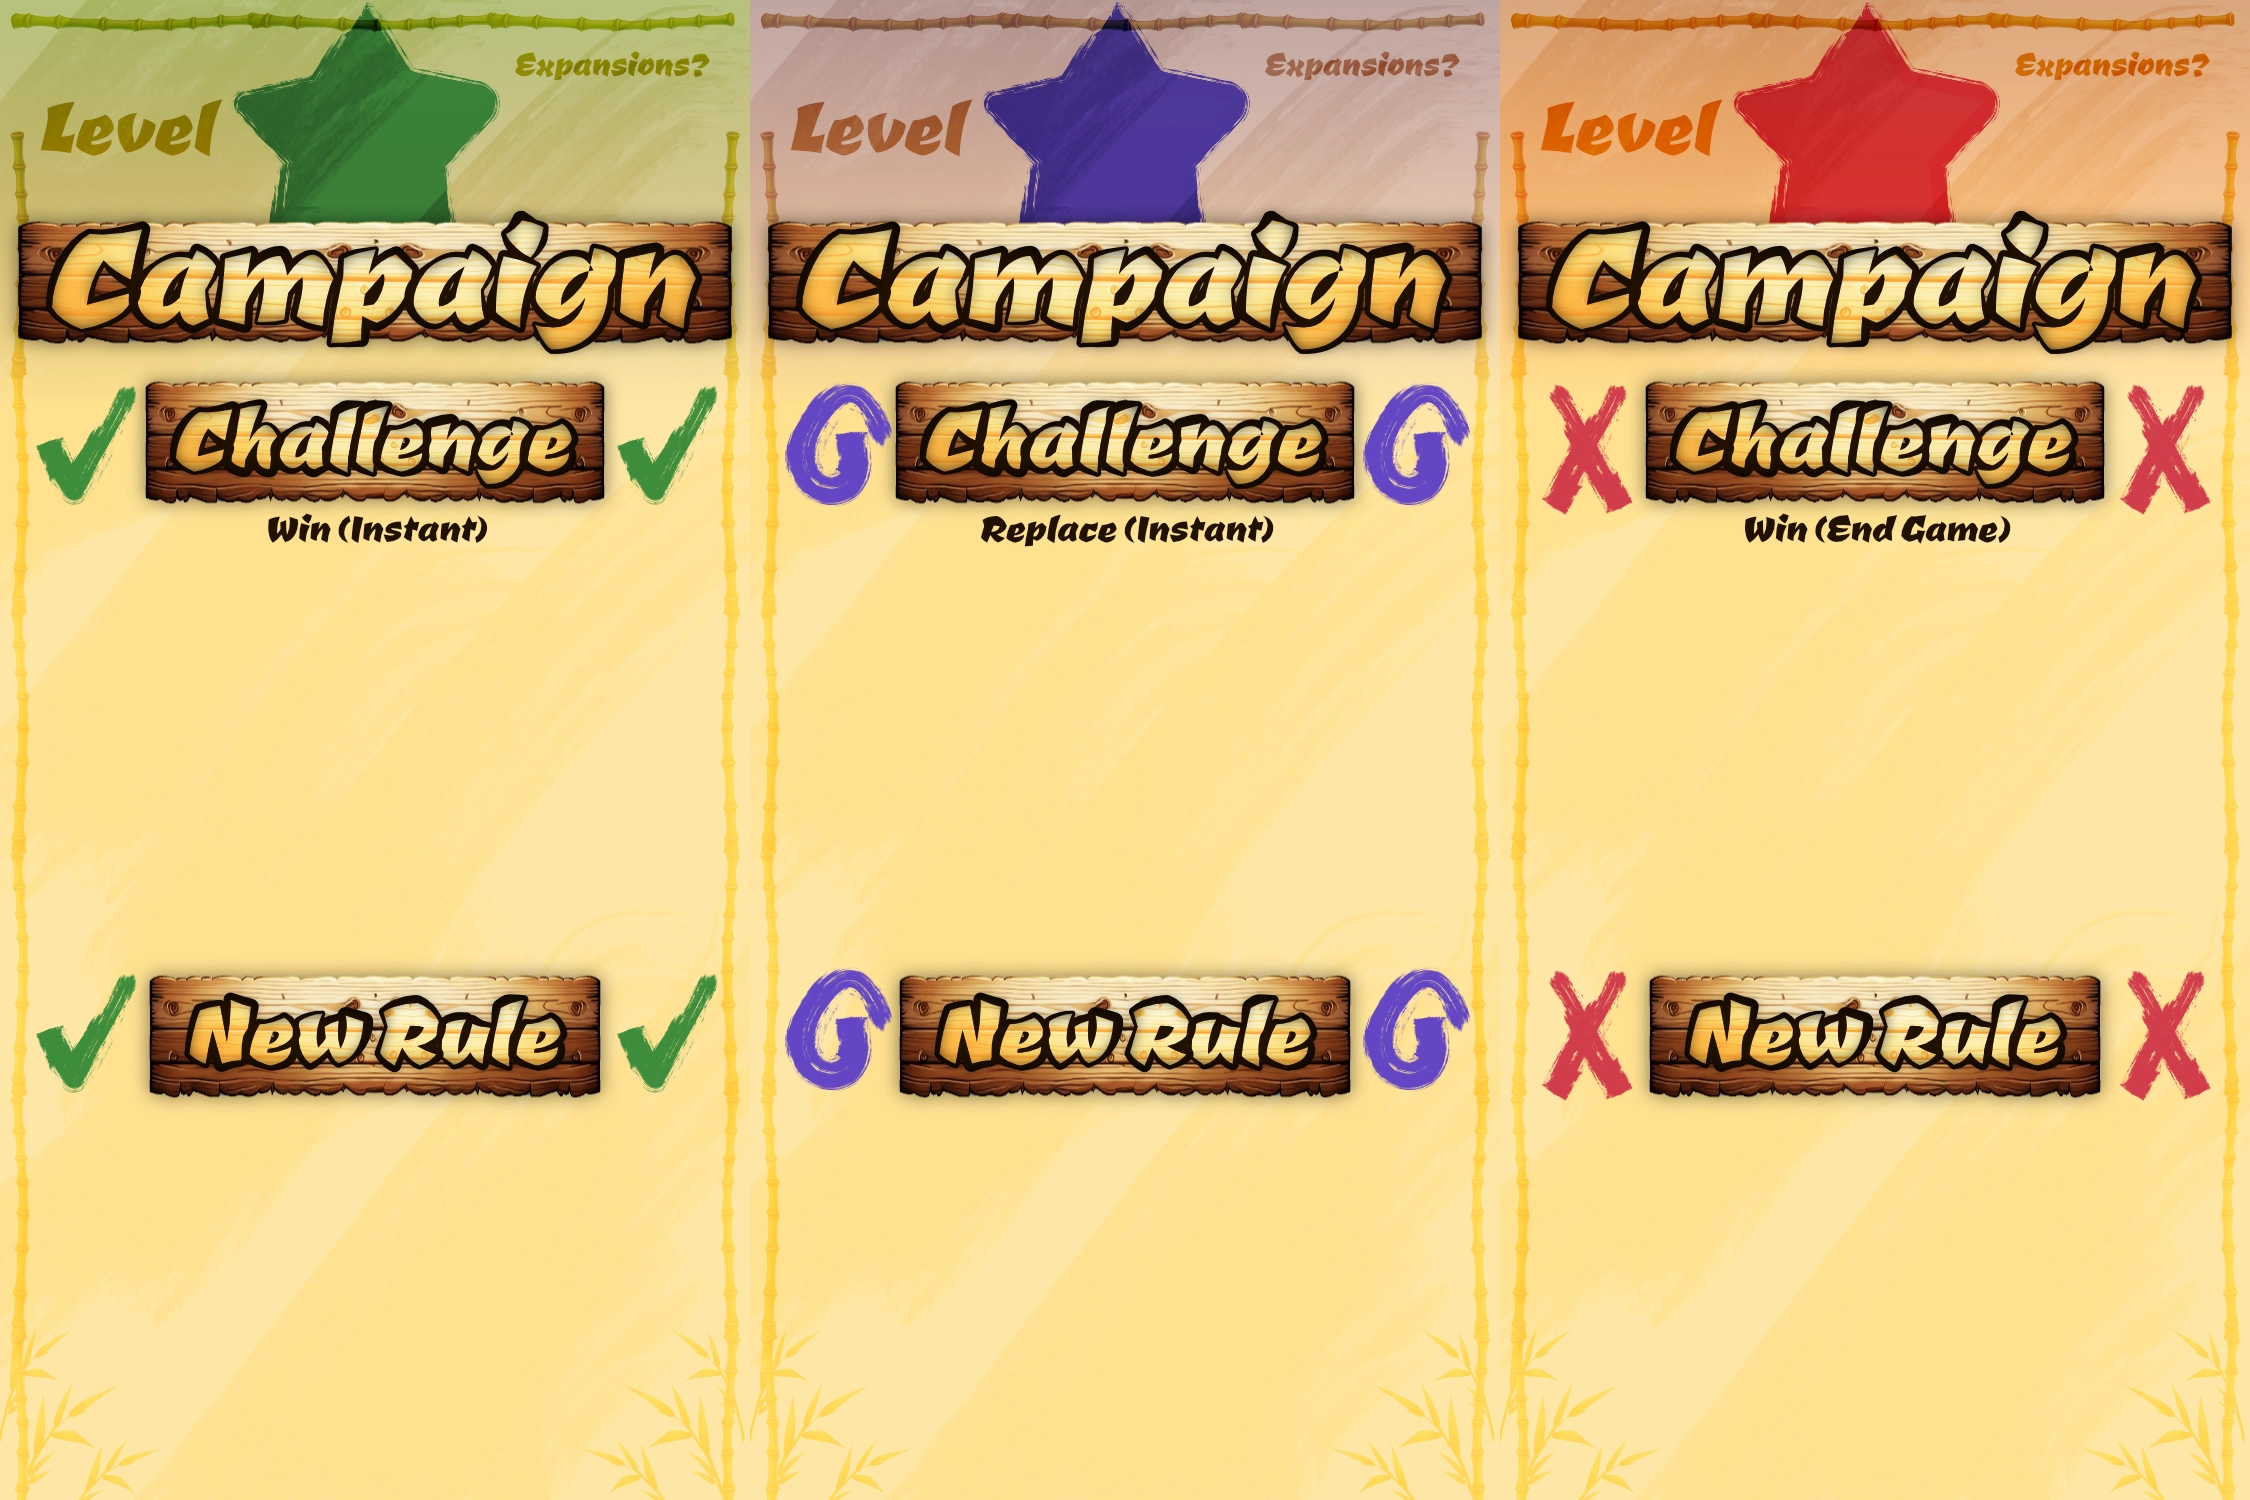 Expansions?
Level
Campaign
Challenge
Win (Instant)
New Rule
Expansions?
Level
Campaign
Challenge
Replace (Instant)
New Rule
Expansions?
Level
Campaign
Challenge
Win (End Game)
New Rule